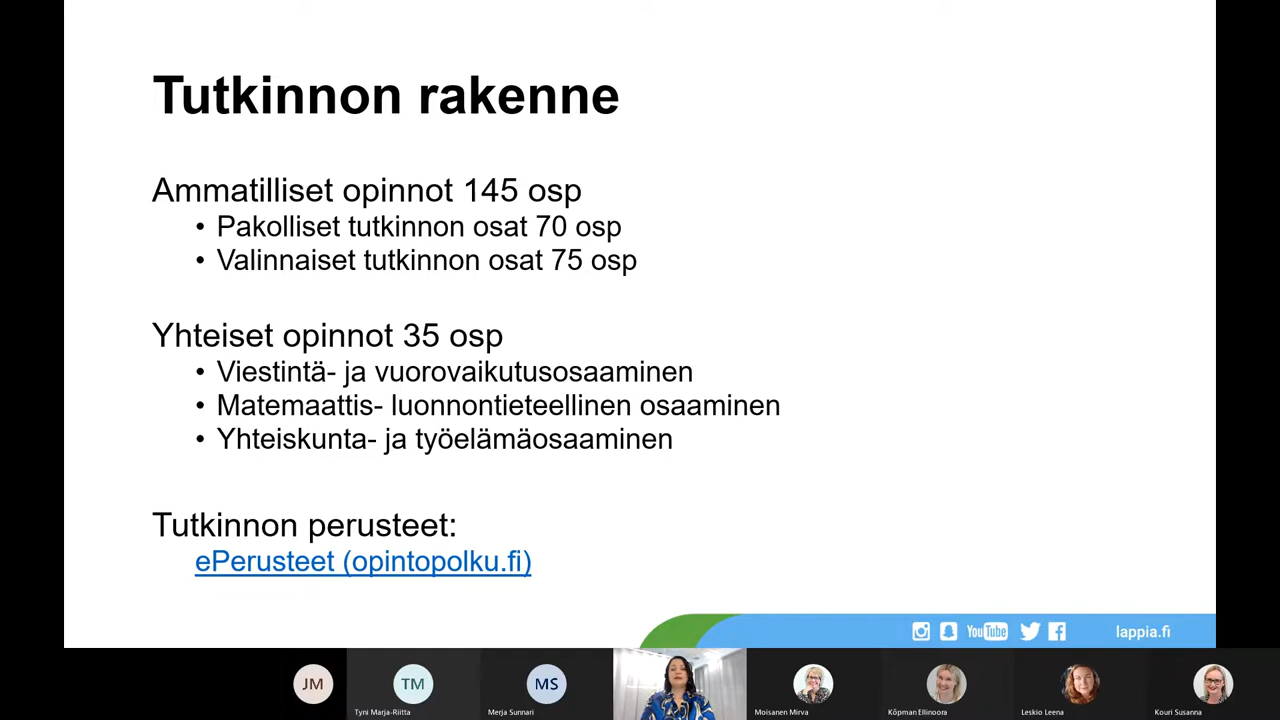 Tutkinnon rakenne
Ammatilliset opinnot 145 osp
• Pakolliset tutkinnon osat 70 osp
• Valinnaiset tutkinnon osat 75 osp
Yhteiset opinnot 35 osp
• Viestintä- ja vuorovaikutusosaaminen
• Matemaattis- luonnontieteellinen osaaminen
• Yhteiskunta- ja työelämäosaaminen
Tutkinnon perusteet:
ePerusteet (opintopolku.fi)
YouTube
lappia.fi
JM
TM
MS
Tyni Marja-Riitta
Merja Sunnari
Moisanen Mirva
Köpman Ellinoora
Leskio Leena
Kouri Susanna